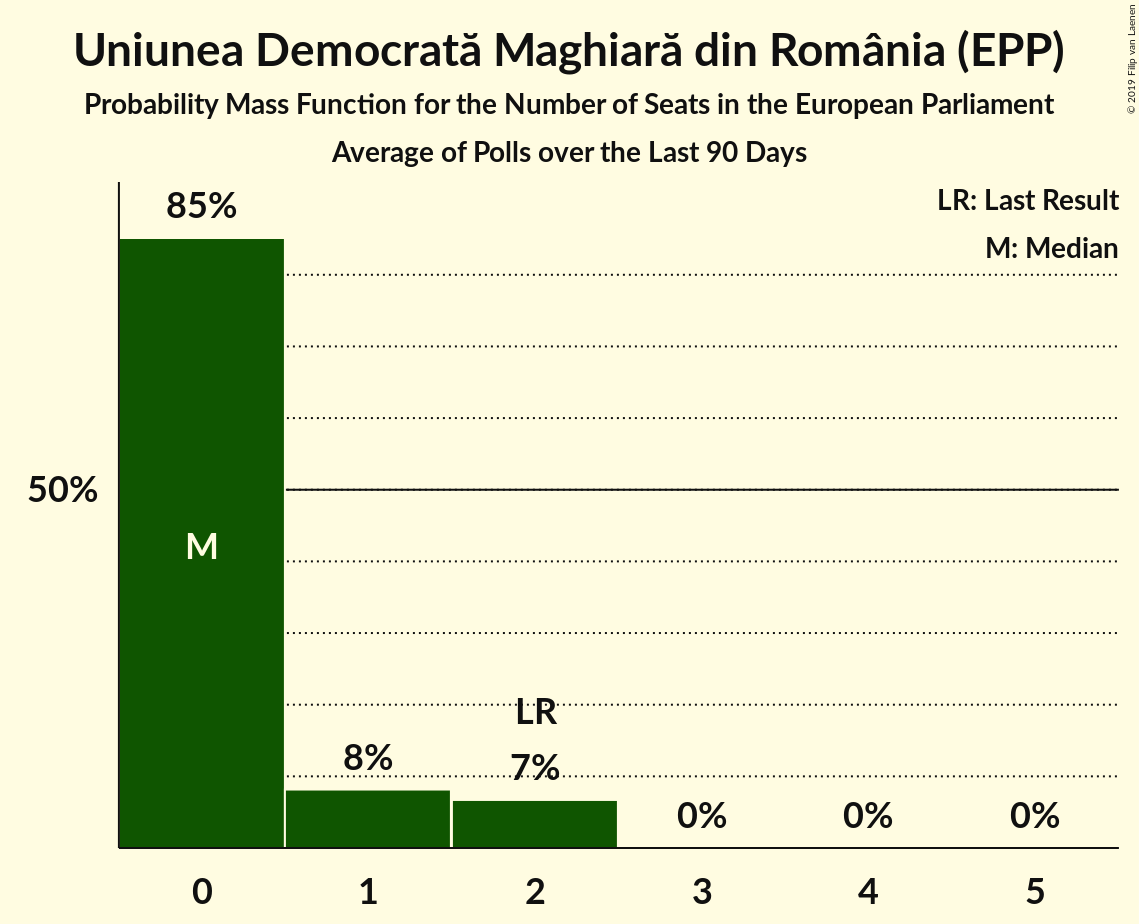 Uniunea Democrată Maghiară din România (EPP)
Probability Mass Function for the Number of Seats in the European Parliament
Average of Polls over the Last 90 Days
© 2019 Filip van Laenen
LR: Last Result
M: Median
85%
50%
M
LR
8%
7%
0%
0%
0%
0
1
2
3
4
5